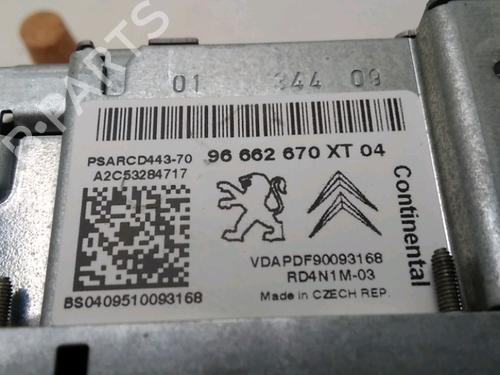 01 344 09
PSARCD443-70 96 662 670 XT 04
A2C53284717
Continental
VDAPDF90093168
RD4N1M-03
BS0409510093168 Made in CZECH REP.
B-PARTS